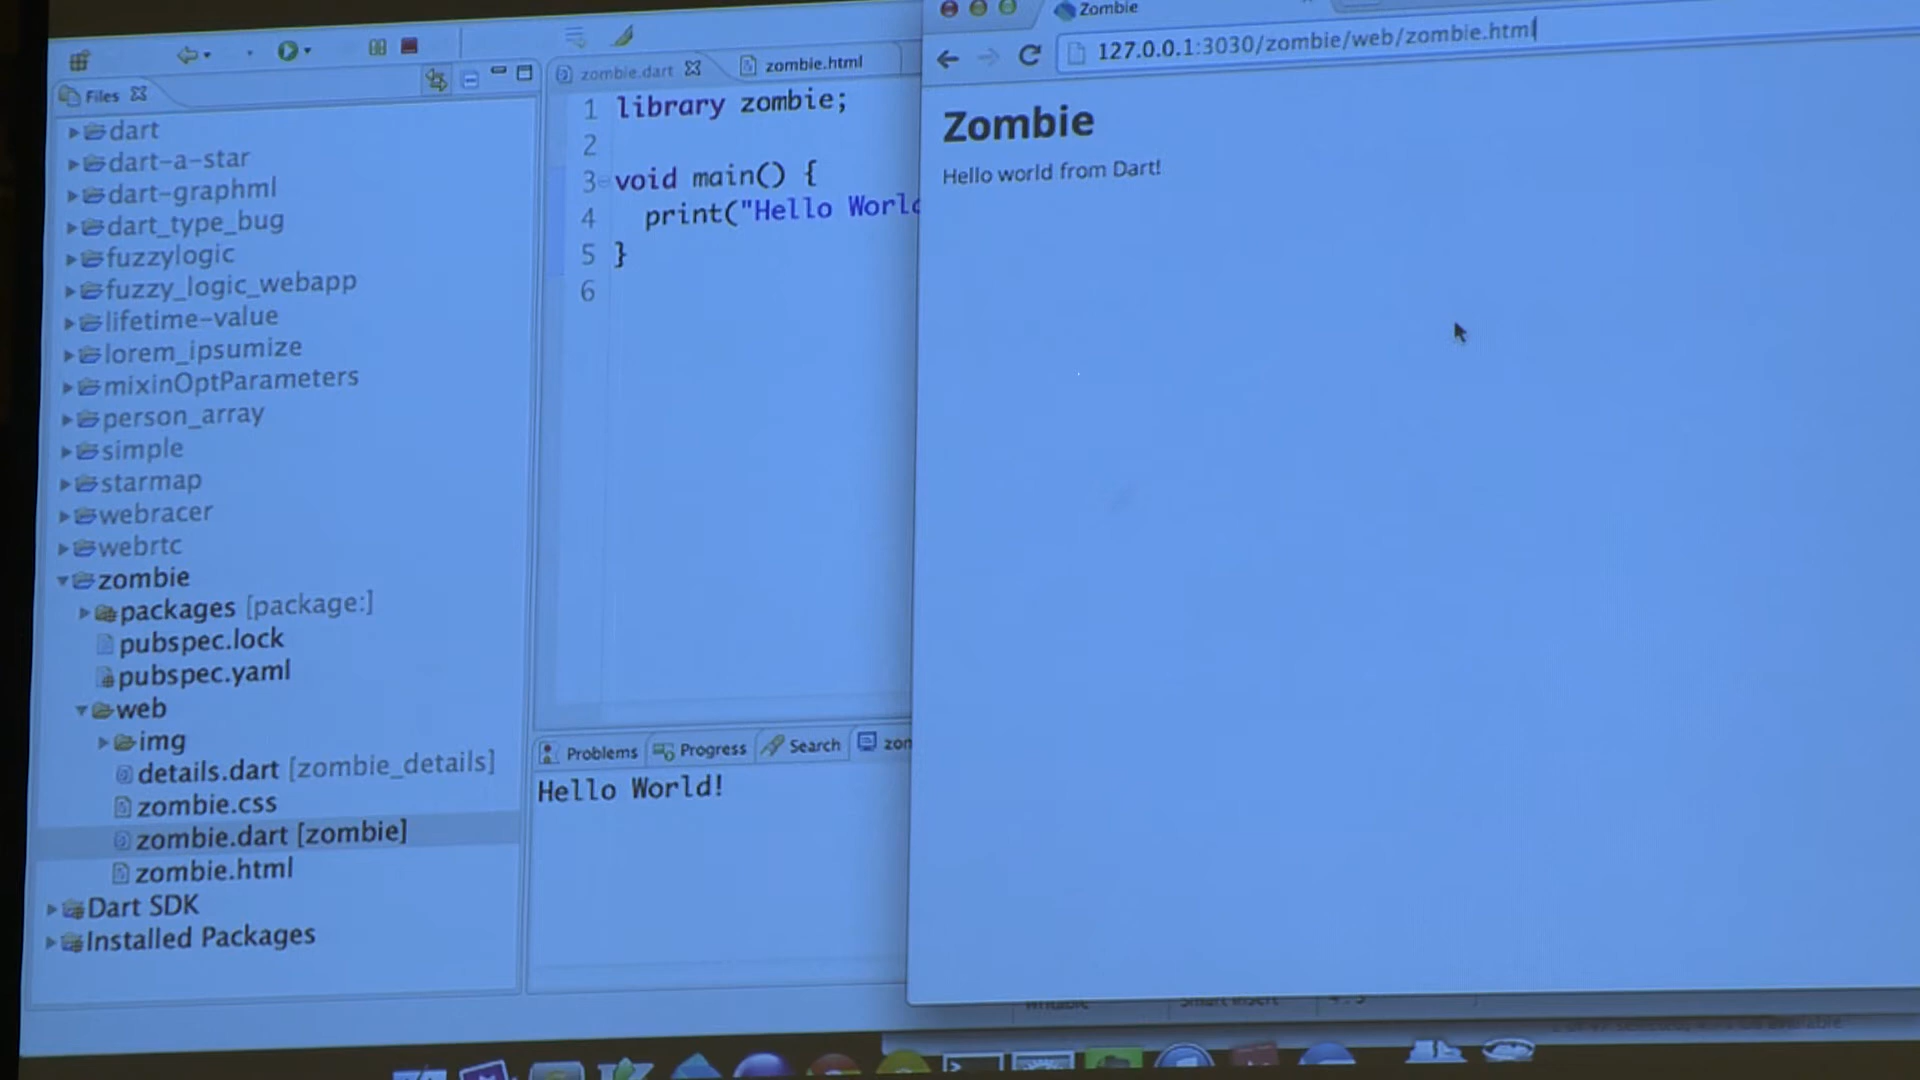 Files
dart
dart-a-star
dart-graphml
dart_type_bug
fuzzylogic
fuzzy_logic_webapp
lifetime-value
lorem_ipsumize
mixinOptParameters
person_array
simple
starmap
webracer
webrtc
zombie
packages [package:]
pubspec.lock
pubspec.yaml
web
img
details.dart [zombie_details]
zombie.css
zombie.dart [zombie]
zombie.html
Dart SDK
Installed Packages
zombie.dart zombie.html
1 library zombie;
2
3 void main() {
4 print("Hello World
5 }
6
Problems Progress Search zom
Hello World!
Zombie
127.0.0.1:3030/zombie/web/zombie.html
Zombie
Hello world from Dart!